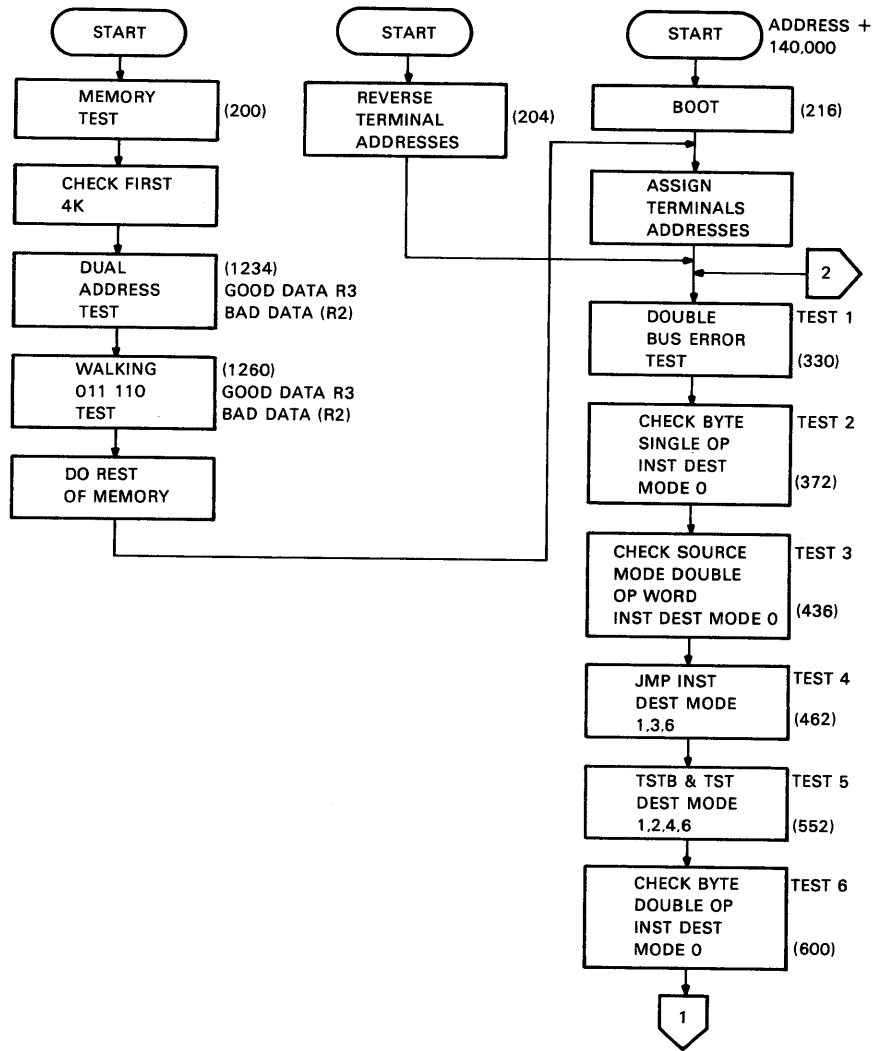 START
MEMORY
TEST
(200)
CHECK FIRST
4K
DUAL
ADDRESS
TEST
(1234)
GOOD DATA R3
BAD DATA (R2)
WALKING
011 110
TEST
(1260)
GOOD DATA R3
BAD DATA (R2)
DO REST
OF MEMORY
START
REVERSE
TERMINAL
ADDRESSES
(204)
START
ADDRESS +
140,000
BOOT
(216)
ASSIGN
TERMINALS
ADDRESSES
2
DOUBLE
BUS ERROR
TEST
TEST 1
(330)
CHECK BYTE
SINGLE OP
INST DEST
MODE 0
TEST 2
(372)
CHECK SOURCE
MODE DOUBLE
OP WORD
INST DEST MODE 0
TEST 3
(436)
JMP INST
DEST MODE
1,3,6
TEST 4
(462)
TSTB & TST
DEST MODE
1,2,4,6
TEST 5
(552)
CHECK BYTE
DOUBLE OP
INST DEST
MODE 0
TEST 6
(600)
1